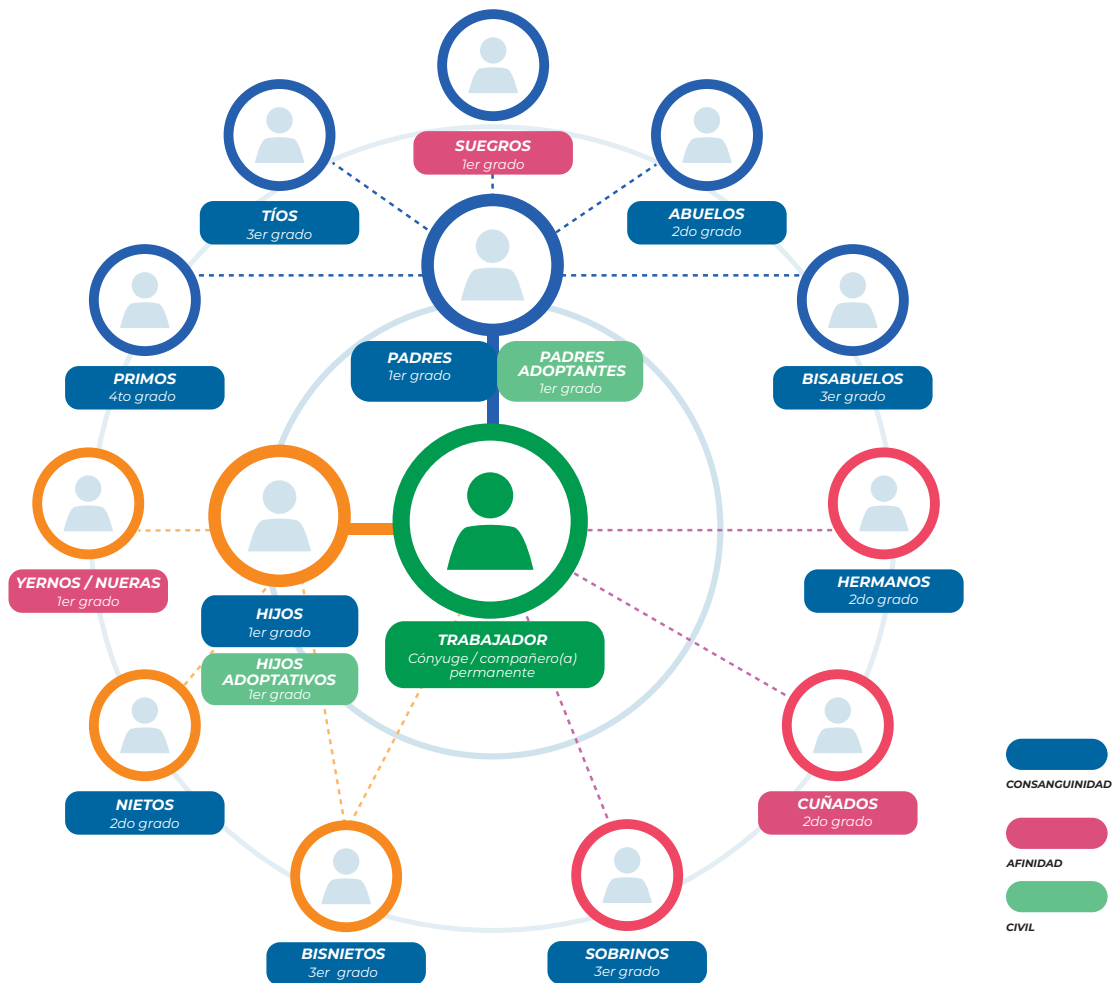 SUEGROS
1er grado
TÍOS
3er grado
ABUELOS
2do grado
PADRES
1er grado
PADRES
ADOPTANTES
1er grado
PRIMOS
4to grado
BISABUELOS
3er grado
YERNOS / NUERAS
1er grado
HERMANOS
2do grado
HIJOS
1er grado
HIJOS
ADOPTATIVOS
1er grado
TRABAJADOR
Cónyuge / compañero(a)
permanente
NIETOS
2do grado
CUÑADOS
2do grado
BISNIETOS
3er grado
SOBRINOS
3er grado
CONSANGUINIDAD
AFINIDAD
CIVIL